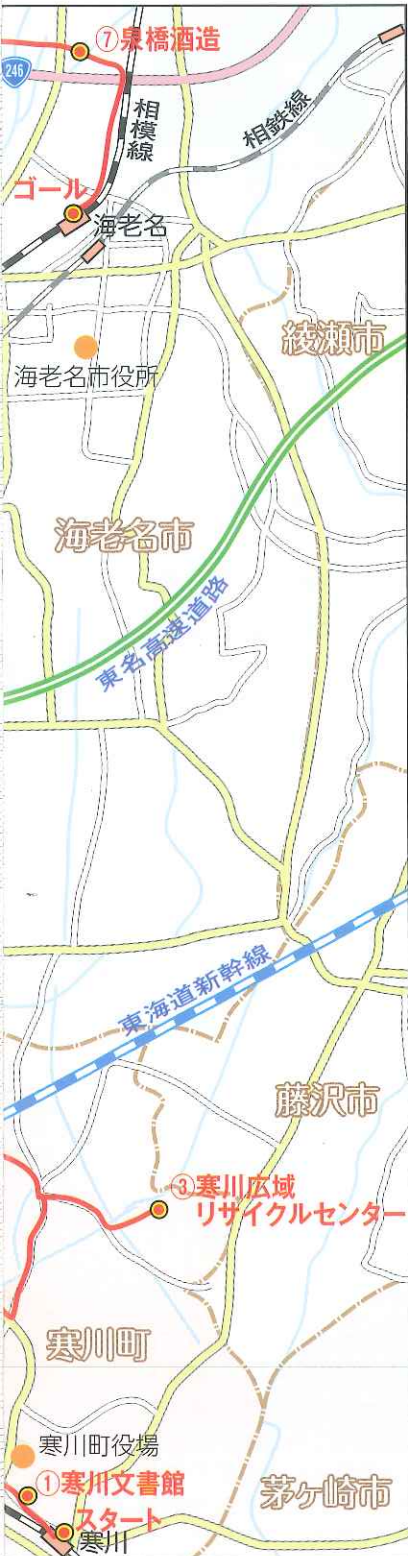 ⑦泉橋酒造
246
相模線
相鉄線
ゴール
海老名
綾瀬市
海老名市役所
海老名市
東名高速道路
東海道新幹線
藤沢市
③寒川広域
リサイクルセンター
寒川町
寒川町役場
①寒川文書館
スタート
茅ヶ崎市
寒川